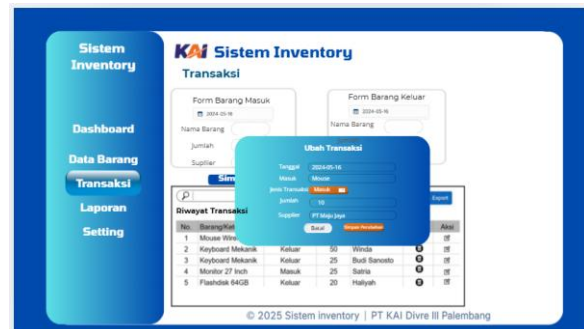 Sistem
Inventory
Dashboard
Data Barang
Transaksi
Laporan
Setting
KAI Sistem Inventory
Transaksi
Form Barang Masuk
2024-05-16
Nama Barang
Jumlah
Suplier
Form Barang Keluar
2024-05-16
Nama Barang
Ubah Transaksi
Tanggal 2024-05-16
Masuk Mouse
Jenis Transaksi Masuk
Jumlah 10
Supplier PT Maju Jaya
Batal Simpan Perubahan
Export
Riwayat Transaksi
No. Aksi
1 Mouse
2 Keyboard Mekanik Keluar 50 Winda
3 Keyboard Mekanik Keluar 25 Budi Sanosto
4 Monitor 27 Inch Masuk 25 Satria
5 Flashdisk 64GB Keluar 20 Haliyah
© 2025 Sistem inventory | PT KAI Divre III Palembang